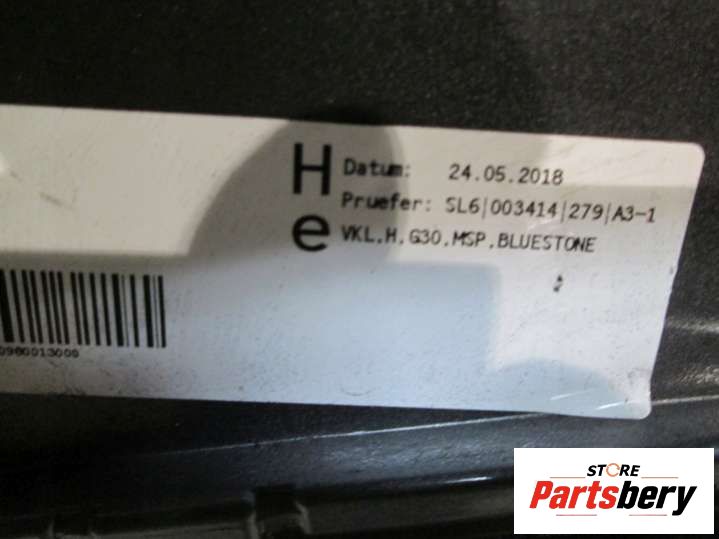 H
Datum: 24.05.2018
Pruefer: SL6|003414|279|A3-1
e
VKL.H.G30.MSP.BLUESTONE
STORE
Partsbery